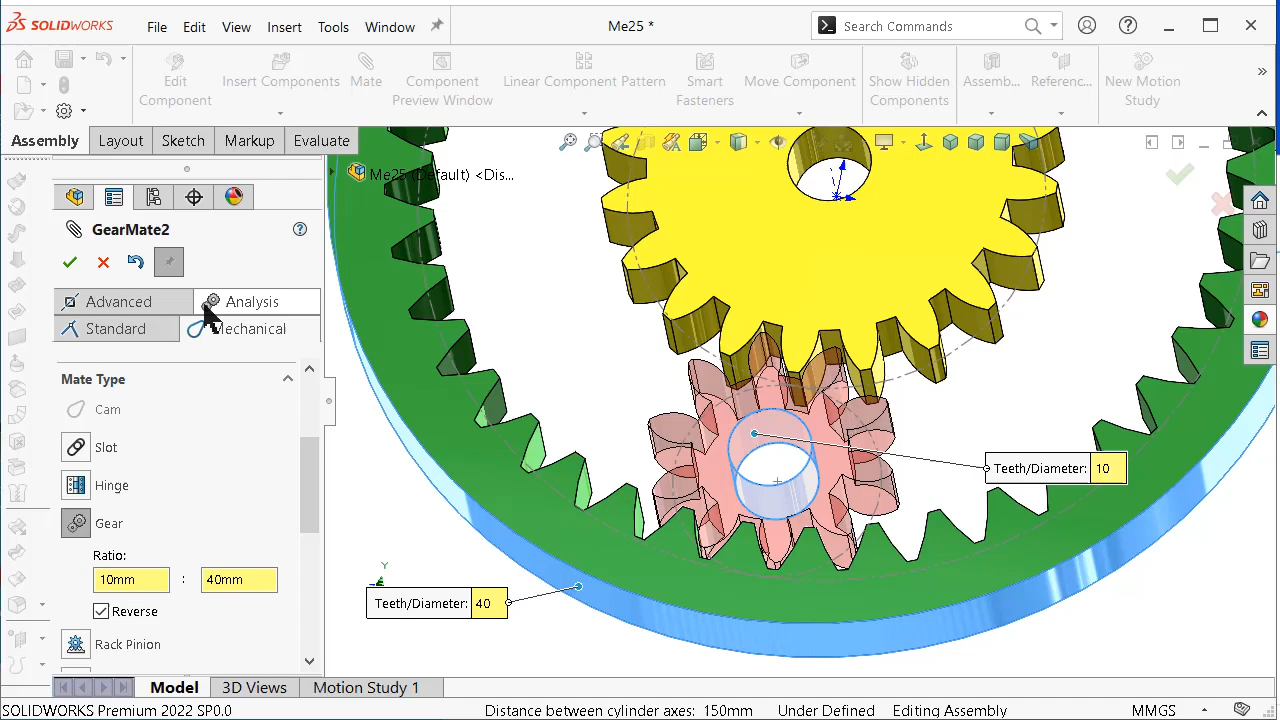 SOLIDWORKS
File Edit View Insert Tools Window
Me25 *
Search Commands
Edit Component
Insert Components
Mate
Component Preview Window
Linear Component Pattern
Smart Fasteners
Move Component
Show Hidden Components
Assemb...
Referenc...
New Motion Study
Assembly Layout Sketch Markup Evaluate
Me25 (Default) <Dis...
GearMate2
Advanced Analysis
Standard Mechanical
Mate Type
Cam
Slot
Hinge
Gear
Ratio:
10mm : 40mm
Reverse
Rack Pinion
Teeth/Diameter: 10
Y
Teeth/Diameter: 40
Model 3D Views Motion Study 1
SOLIDWORKS Premium 2022 SP0.0 Distance between cylinder axes: 150mm Under Defined Editing Assembly MMGS